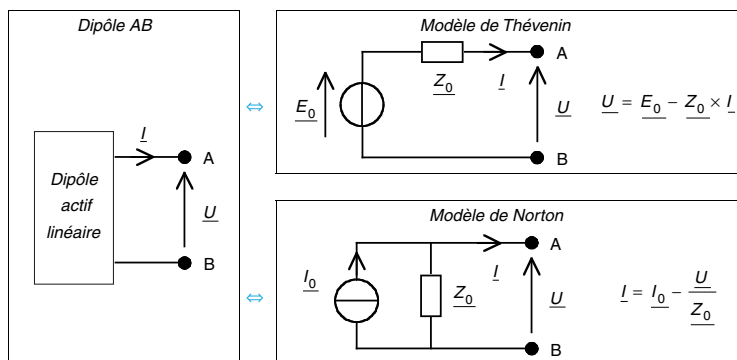 Dipôle AB
I
A
Dipôle
actif
linéaire
U
B
⇔
Modèle de Thévenin
A
Z0
I
E0
U
U = E0 – Z0 × I
B
⇔
Modèle de Norton
A
I0
I
Z0
U
I = I0 – U/Z0
B